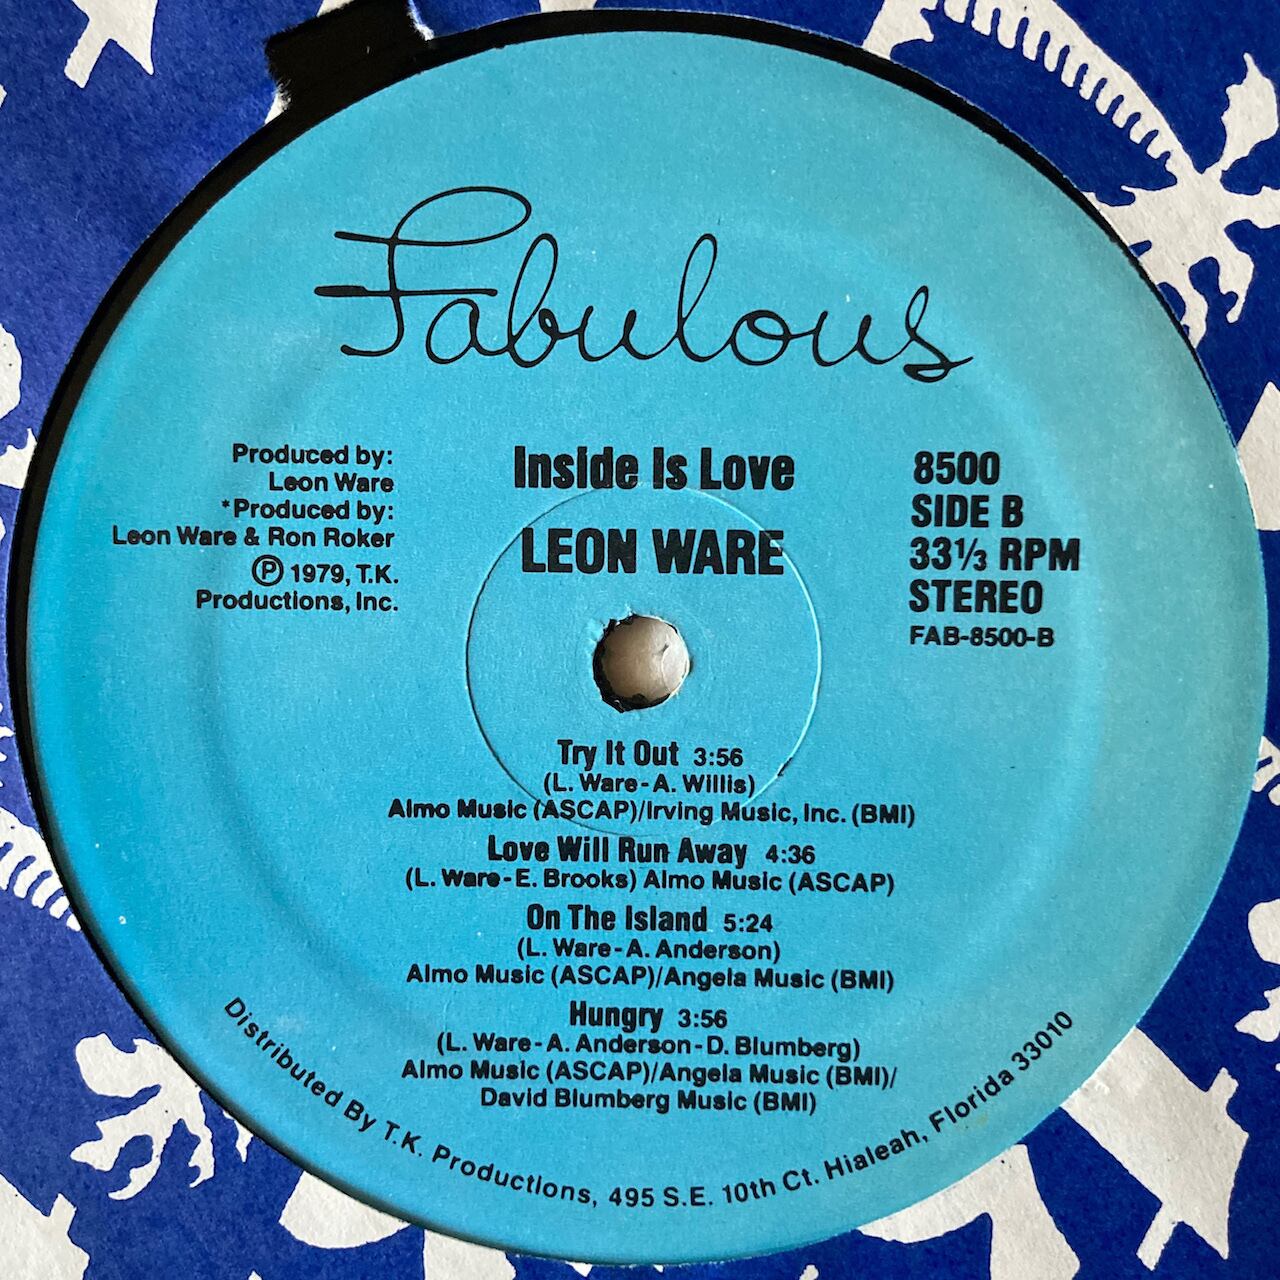 Fabulous
Produced by:
Leon Ware
*Produced by:
Leon Ware & Ron Roker
Ⓟ 1979, T.K.
Productions, Inc.
Inside Is Love
LEON WARE
8500
SIDE B
33⅓ RPM
STEREO
FAB-8500-B
Try It Out 3:56
(L. Ware-A. Willis)
Almo Music (ASCAP)/Irving Music, Inc. (BMI)
Love Will Run Away 4:36
(L. Ware-E. Brooks) Almo Music (ASCAP)
On The Island 5:24
(L. Ware-A. Anderson)
Almo Music (ASCAP)/Angela Music (BMI)
Hungry 3:56
(L. Ware-A. Anderson-D. Blumberg)
Almo Music (ASCAP)/Angela Music (BMI)/
David Blumberg Music (BMI)
Distributed By T.K. Productions, 495 S.E. 10th Ct. Hialeah, Florida 33010